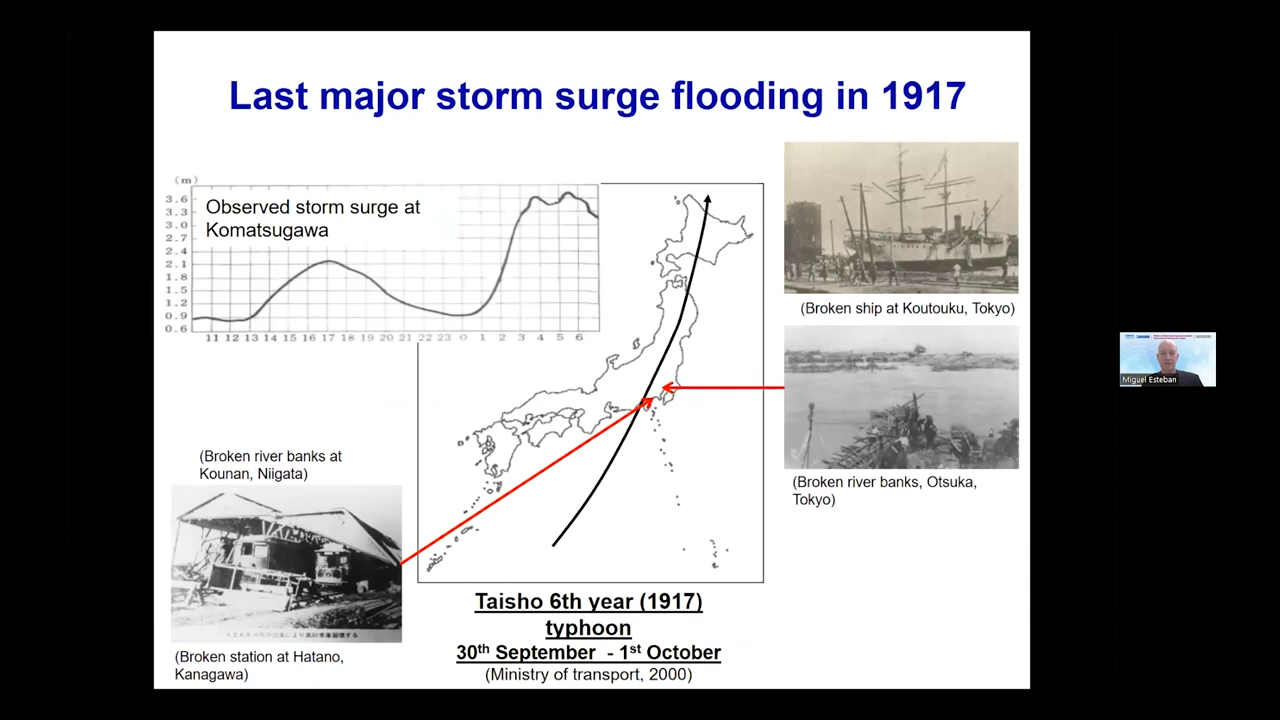 Last major storm surge flooding in 1917
(m)
3.6
3.3
3.0
2.7
2.4
2.1
1.8
1.5
1.2
0.9
0.6
Observed storm surge at
Komatsugawa
11 12 13 14 15 16 17 18 19 20 21 22 23 0 1 2 3 4 5 6
(Broken ship at Koutouku, Tokyo)
(Broken river banks, Otsuka,
Tokyo)
(Broken river banks at
Kounan, Niigata)
(Broken station at Hatano,
Kanagawa)
Taisho 6th year (1917)
typhoon
30th September - 1st October
(Ministry of transport, 2000)
Miguel Esteban